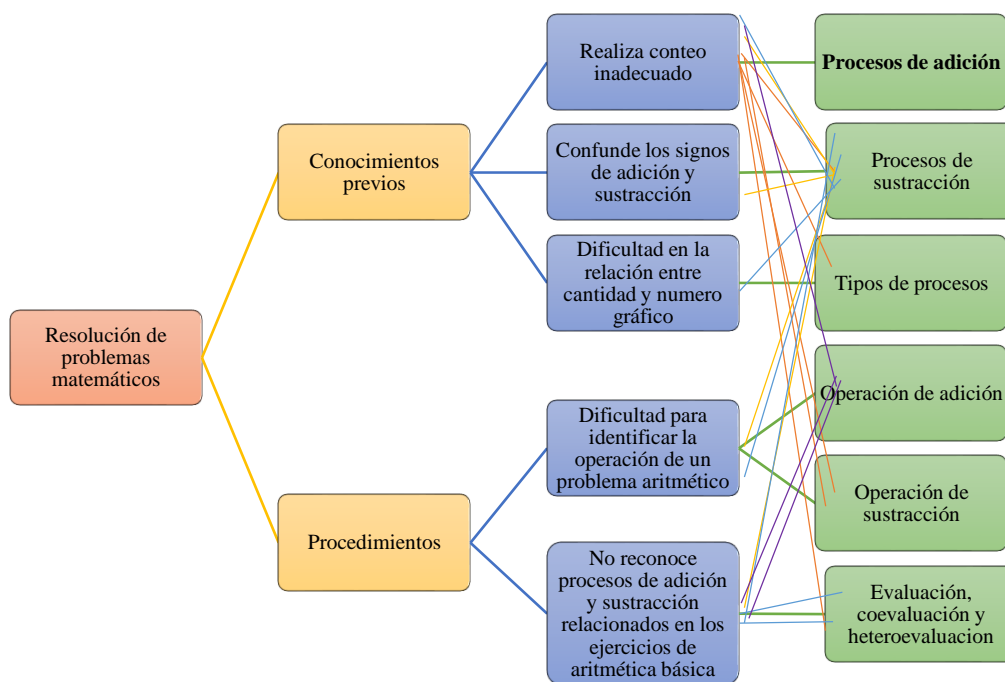 Resolución de
problemas
matemáticos
Conocimientos
previos
Procedimientos
Realiza conteo
inadecuado
Confunde los signos
de adición y
sustracción
Dificultad en la
relación entre
cantidad y numero
gráfico
Dificultad para
identificar la
operación de un
problema aritmético
No reconoce
procesos de adición
y sustracción
relacionados en los
ejercicios de
aritmética básica
Procesos de adición
Procesos de
sustracción
Tipos de procesos
Operación de adición
Operación de
sustracción
Evaluación,
coevaluación y
heteroevaluacion